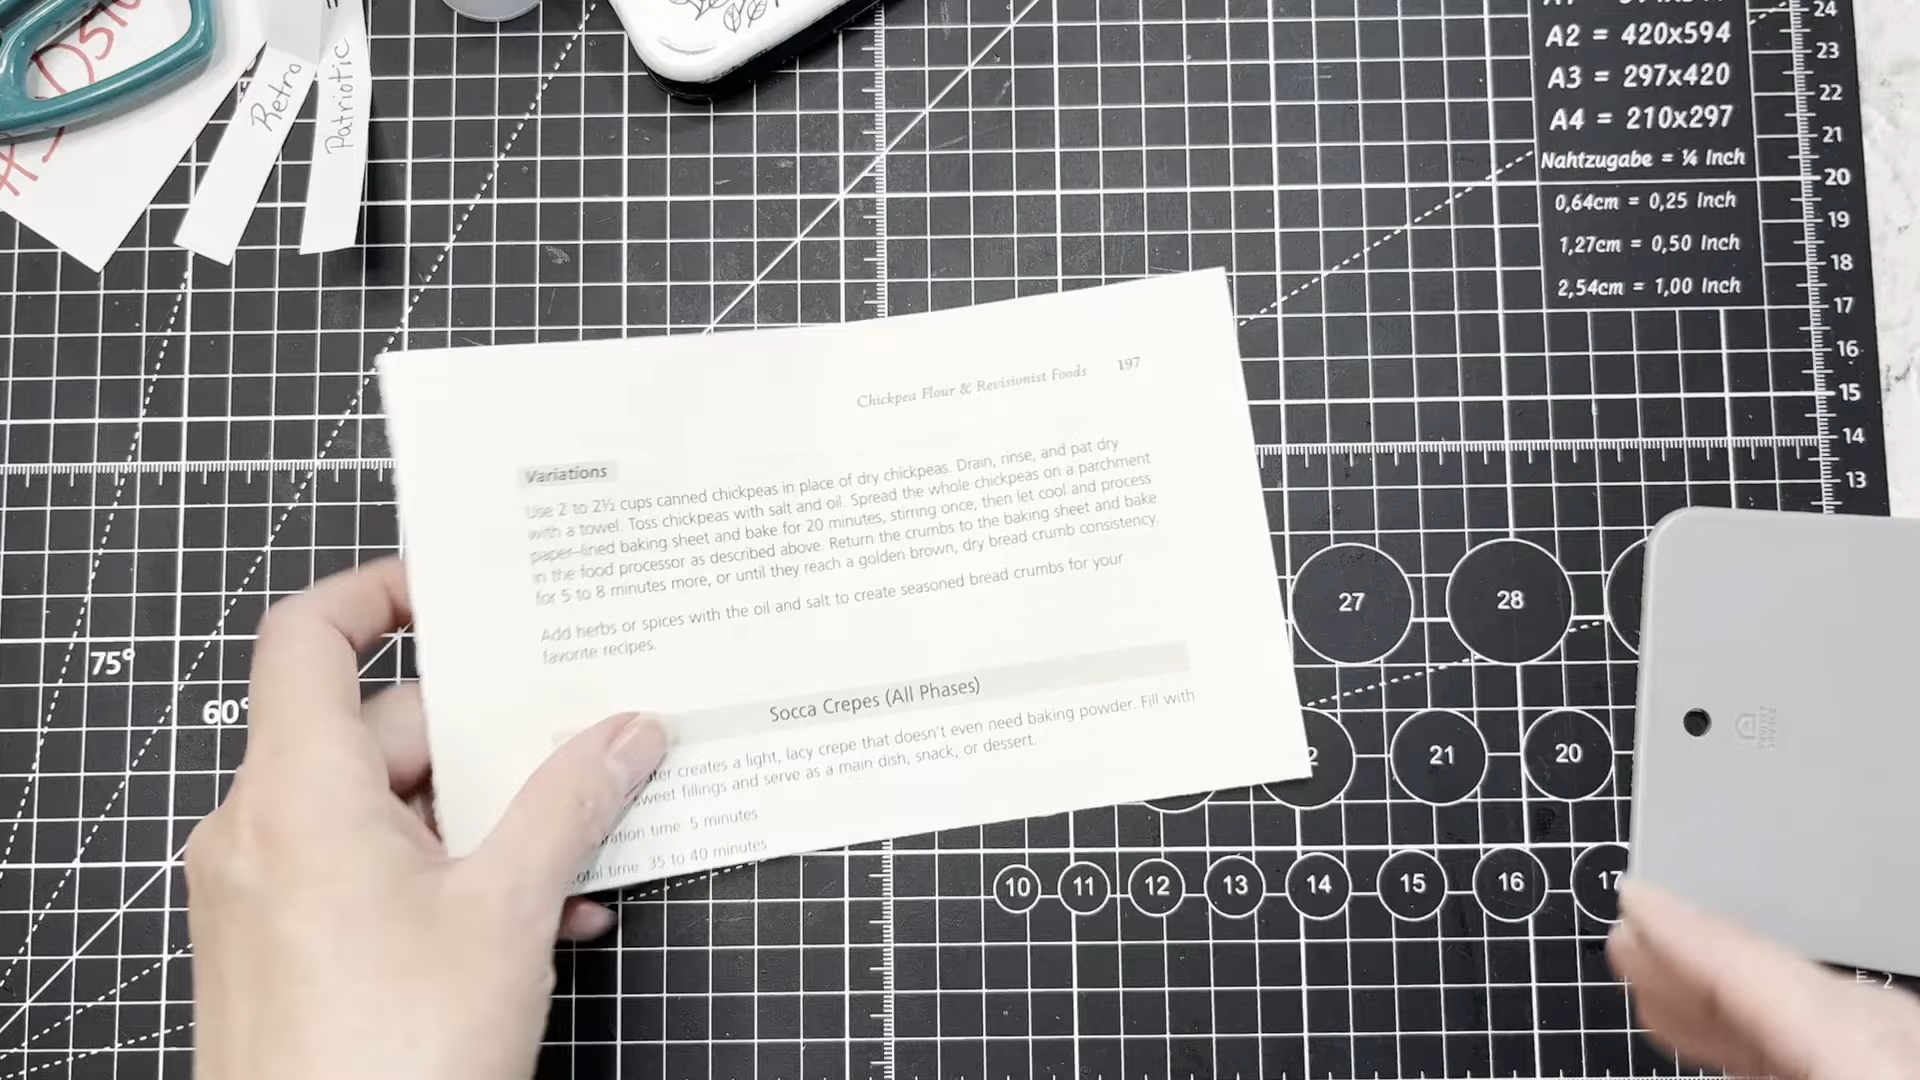 Retro
Patriotic
A2 = 420x594
A3 = 297x420
A4 = 210x297
Nahtzugabe = ¼ Inch
0,64cm = 0,25 Inch
1,27cm = 0,50 Inch
2,54cm = 1,00 Inch
24
23
22
21
20
19
18
17
16
15
14
13
Chickpea Flour & Revisionist Foods 197
Variations
Use 2 to 2½ cups canned chickpeas in place of dry chickpeas. Drain, rinse, and pat dry
with a towel. Toss chickpeas with salt and oil. Spread the whole chickpeas on a parchment
paper–lined baking sheet and bake for 20 minutes, stirring once, then let cool and process
in the food processor as described above. Return the crumbs to the baking sheet and bake
for 5 to 8 minutes more, or until they reach a golden brown, dry bread crumb consistency.
Add herbs or spices with the oil and salt to create seasoned bread crumbs for your
favorite recipes.
Socca Crepes (All Phases)
creates a light, lacy crepe that doesn't even need baking powder. Fill with
sweet fillings and serve as a main dish, snack, or dessert.
time 5 minutes
total time 35 to 40 minutes
75°
60°
27 28
21 20
10 11 12 13 14 15 16 17